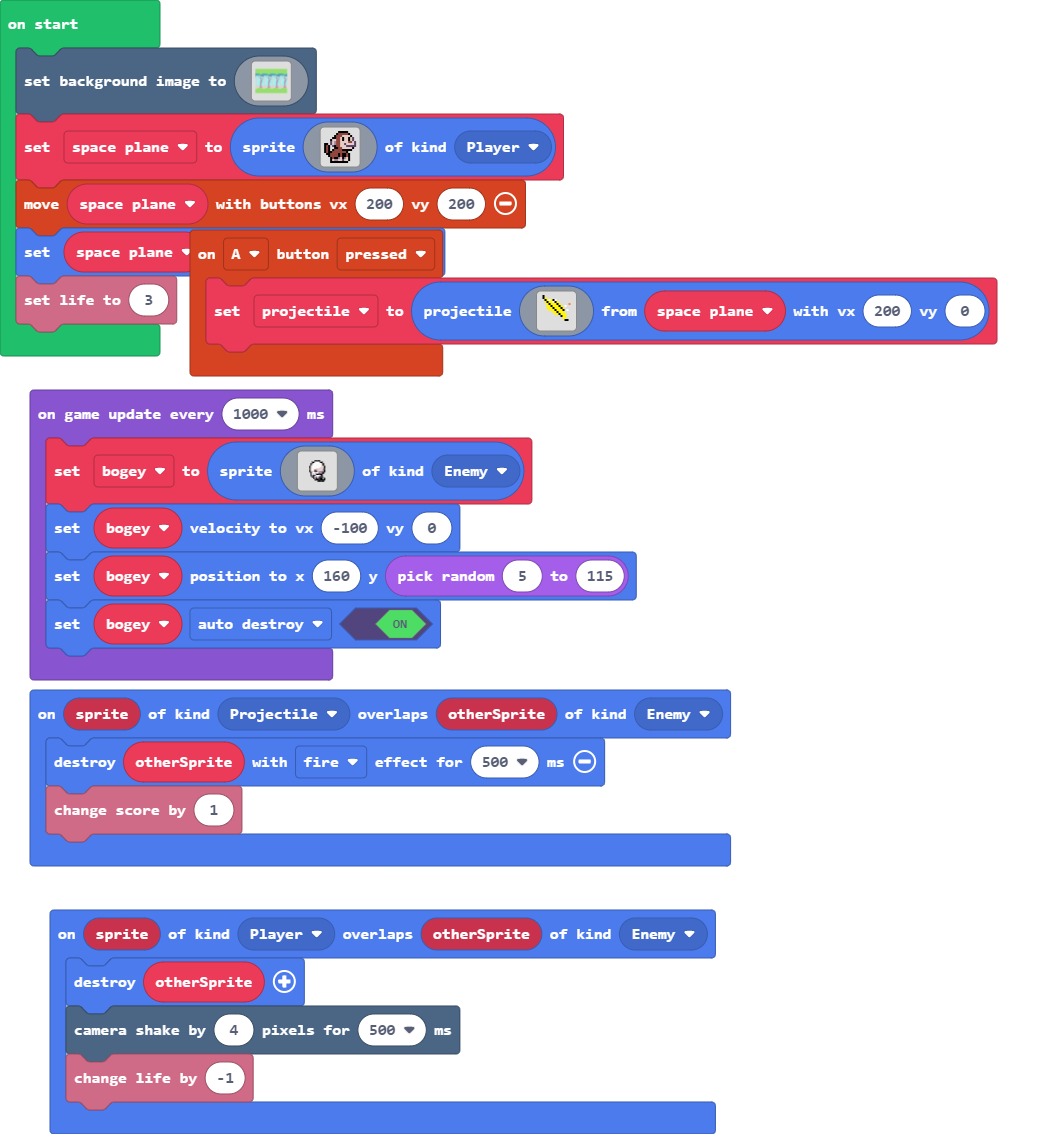 on start
set background image to
set space plane to sprite of kind Player
move space plane with buttons vx 200 vy 200
set space plane
set life to 3
on A button pressed
set projectile to projectile from space plane with vx 200 vy 0
on game update every 1000 ms
set bogey to sprite of kind Enemy
set bogey velocity to vx -100 vy 0
set bogey position to x 160 y pick random 5 to 115
set bogey auto destroy ON
on sprite of kind Projectile overlaps otherSprite of kind Enemy
destroy otherSprite with fire effect for 500 ms
change score by 1
on sprite of kind Player overlaps otherSprite of kind Enemy
destroy otherSprite
camera shake by 4 pixels for 500 ms
change life by -1